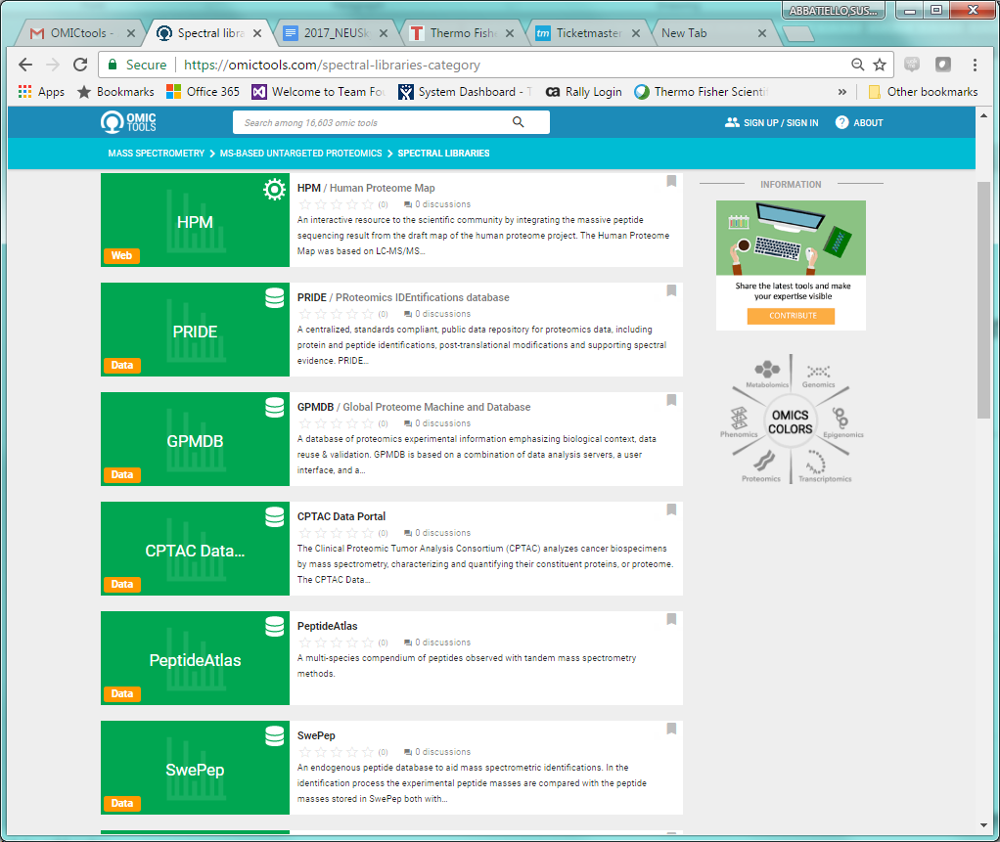 ABBATIELLO,SUS...
OMICtools -
Spectral libra
2017_NEUSk
Thermo Fishe
Ticketmaster
New Tab
Secure
https://omictools.com/spectral-libraries-category
Apps
Bookmarks
Office 365
Welcome to Team Fou
System Dashboard - T
Rally Login
Thermo Fisher Scientif
»
Other bookmarks
OMIC
TOOLS
Search among 16,603 omic tools
SIGN UP / SIGN IN
ABOUT
MASS SPECTROMETRY > MS-BASED UNTARGETED PROTEOMICS > SPECTRAL LIBRARIES
HPM
Web
HPM / Human Proteome Map
(0) 0 discussions
An interactive resource to the scientific community by integrating the massive peptide
sequencing result from the draft map of the human proteome project. The Human Proteome
Map was based on LC-MS/MS...
PRIDE
Data
PRIDE / PRoteomics IDEntifications database
(0) 0 discussions
A centralized, standards compliant, public data repository for proteomics data, including
protein and peptide identifications, post-translational modifications and supporting spectral
evidence. PRIDE...
GPMDB
Data
GPMDB / Global Proteome Machine and Database
(0) 0 discussions
A database of proteomics experimental information emphasizing biological context, data
reuse & validation. GPMDB is based on a combination of data analysis servers, a user
interface, and a...
CPTAC Data...
Data
CPTAC Data Portal
(0) 0 discussions
The Clinical Proteomic Tumor Analysis Consortium (CPTAC) analyzes cancer biospecimens
by mass spectrometry, characterizing and quantifying their constituent proteins, or proteome.
The CPTAC Data...
PeptideAtlas
Data
PeptideAtlas
(0) 0 discussions
A multi-species compendium of peptides observed with tandem mass spectrometry
methods.
SwePep
Data
SwePep
(0) 0 discussions
An endogenous peptide database to aid mass spectrometric identifications. In the
identification process the experimental peptide masses are compared with the peptide
masses stored in SwePep both with...
INFORMATION
Share the latest tools and make
your expertise visible
CONTRIBUTE
Metabolomics
Genomics
Phenomics
OMICS
COLORS
Epigenomics
Proteomics
Transcriptomics